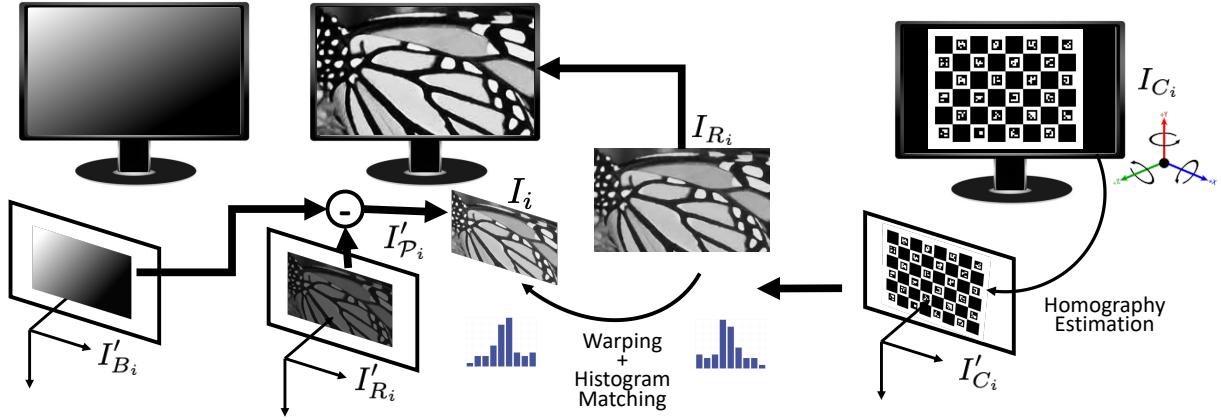 I_{C_i}
I_{R_i}
+Y
+Z
+X
I_i
-
I'_{\mathcal{P}_i}
Homography
Estimation
Warping
+
Histogram
Matching
I'_{B_i}
I'_{R_i}
I'_{C_i}